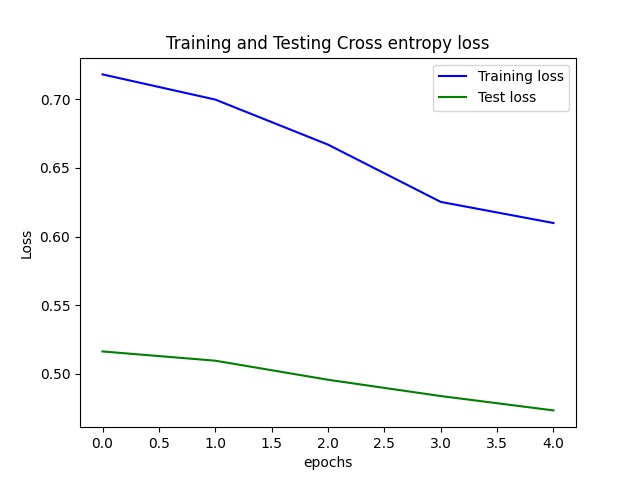 Training and Testing Cross entropy loss
Training loss
Test loss
Loss
0.70
0.65
0.60
0.55
0.50
0.0 0.5 1.0 1.5 2.0 2.5 3.0 3.5 4.0
epochs